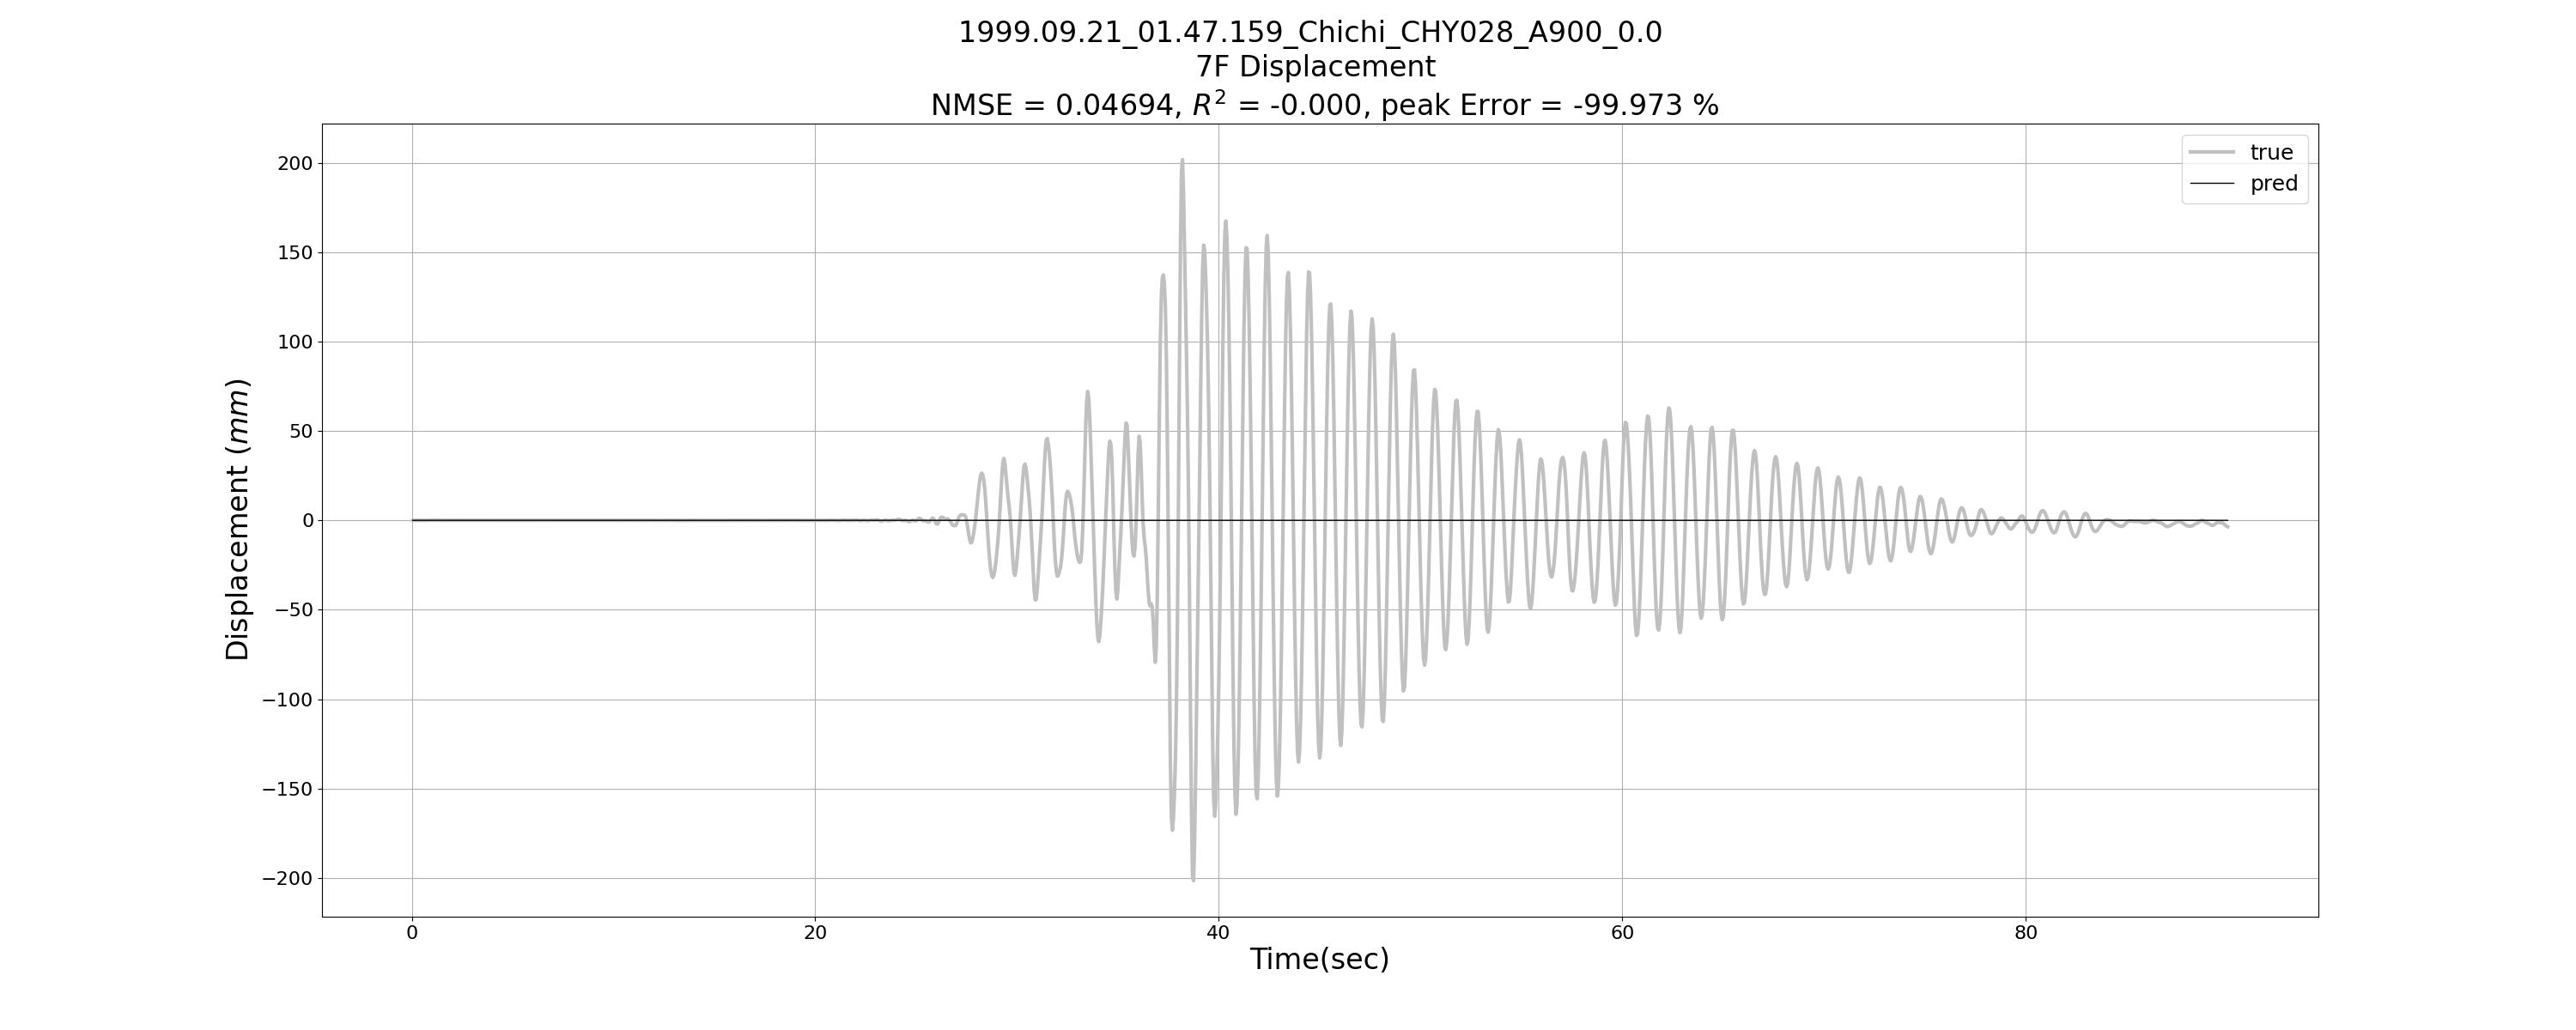 1999.09.21_01.47.159_Chichi_CHY028_A900_0.0
7F Displacement
NMSE = 0.04694, R² = -0.000, peak Error = -99.973 %
true
pred
200
150
100
50
0
−50
−100
−150
−200
Displacement (mm)
0 20 40 60 80
Time(sec)